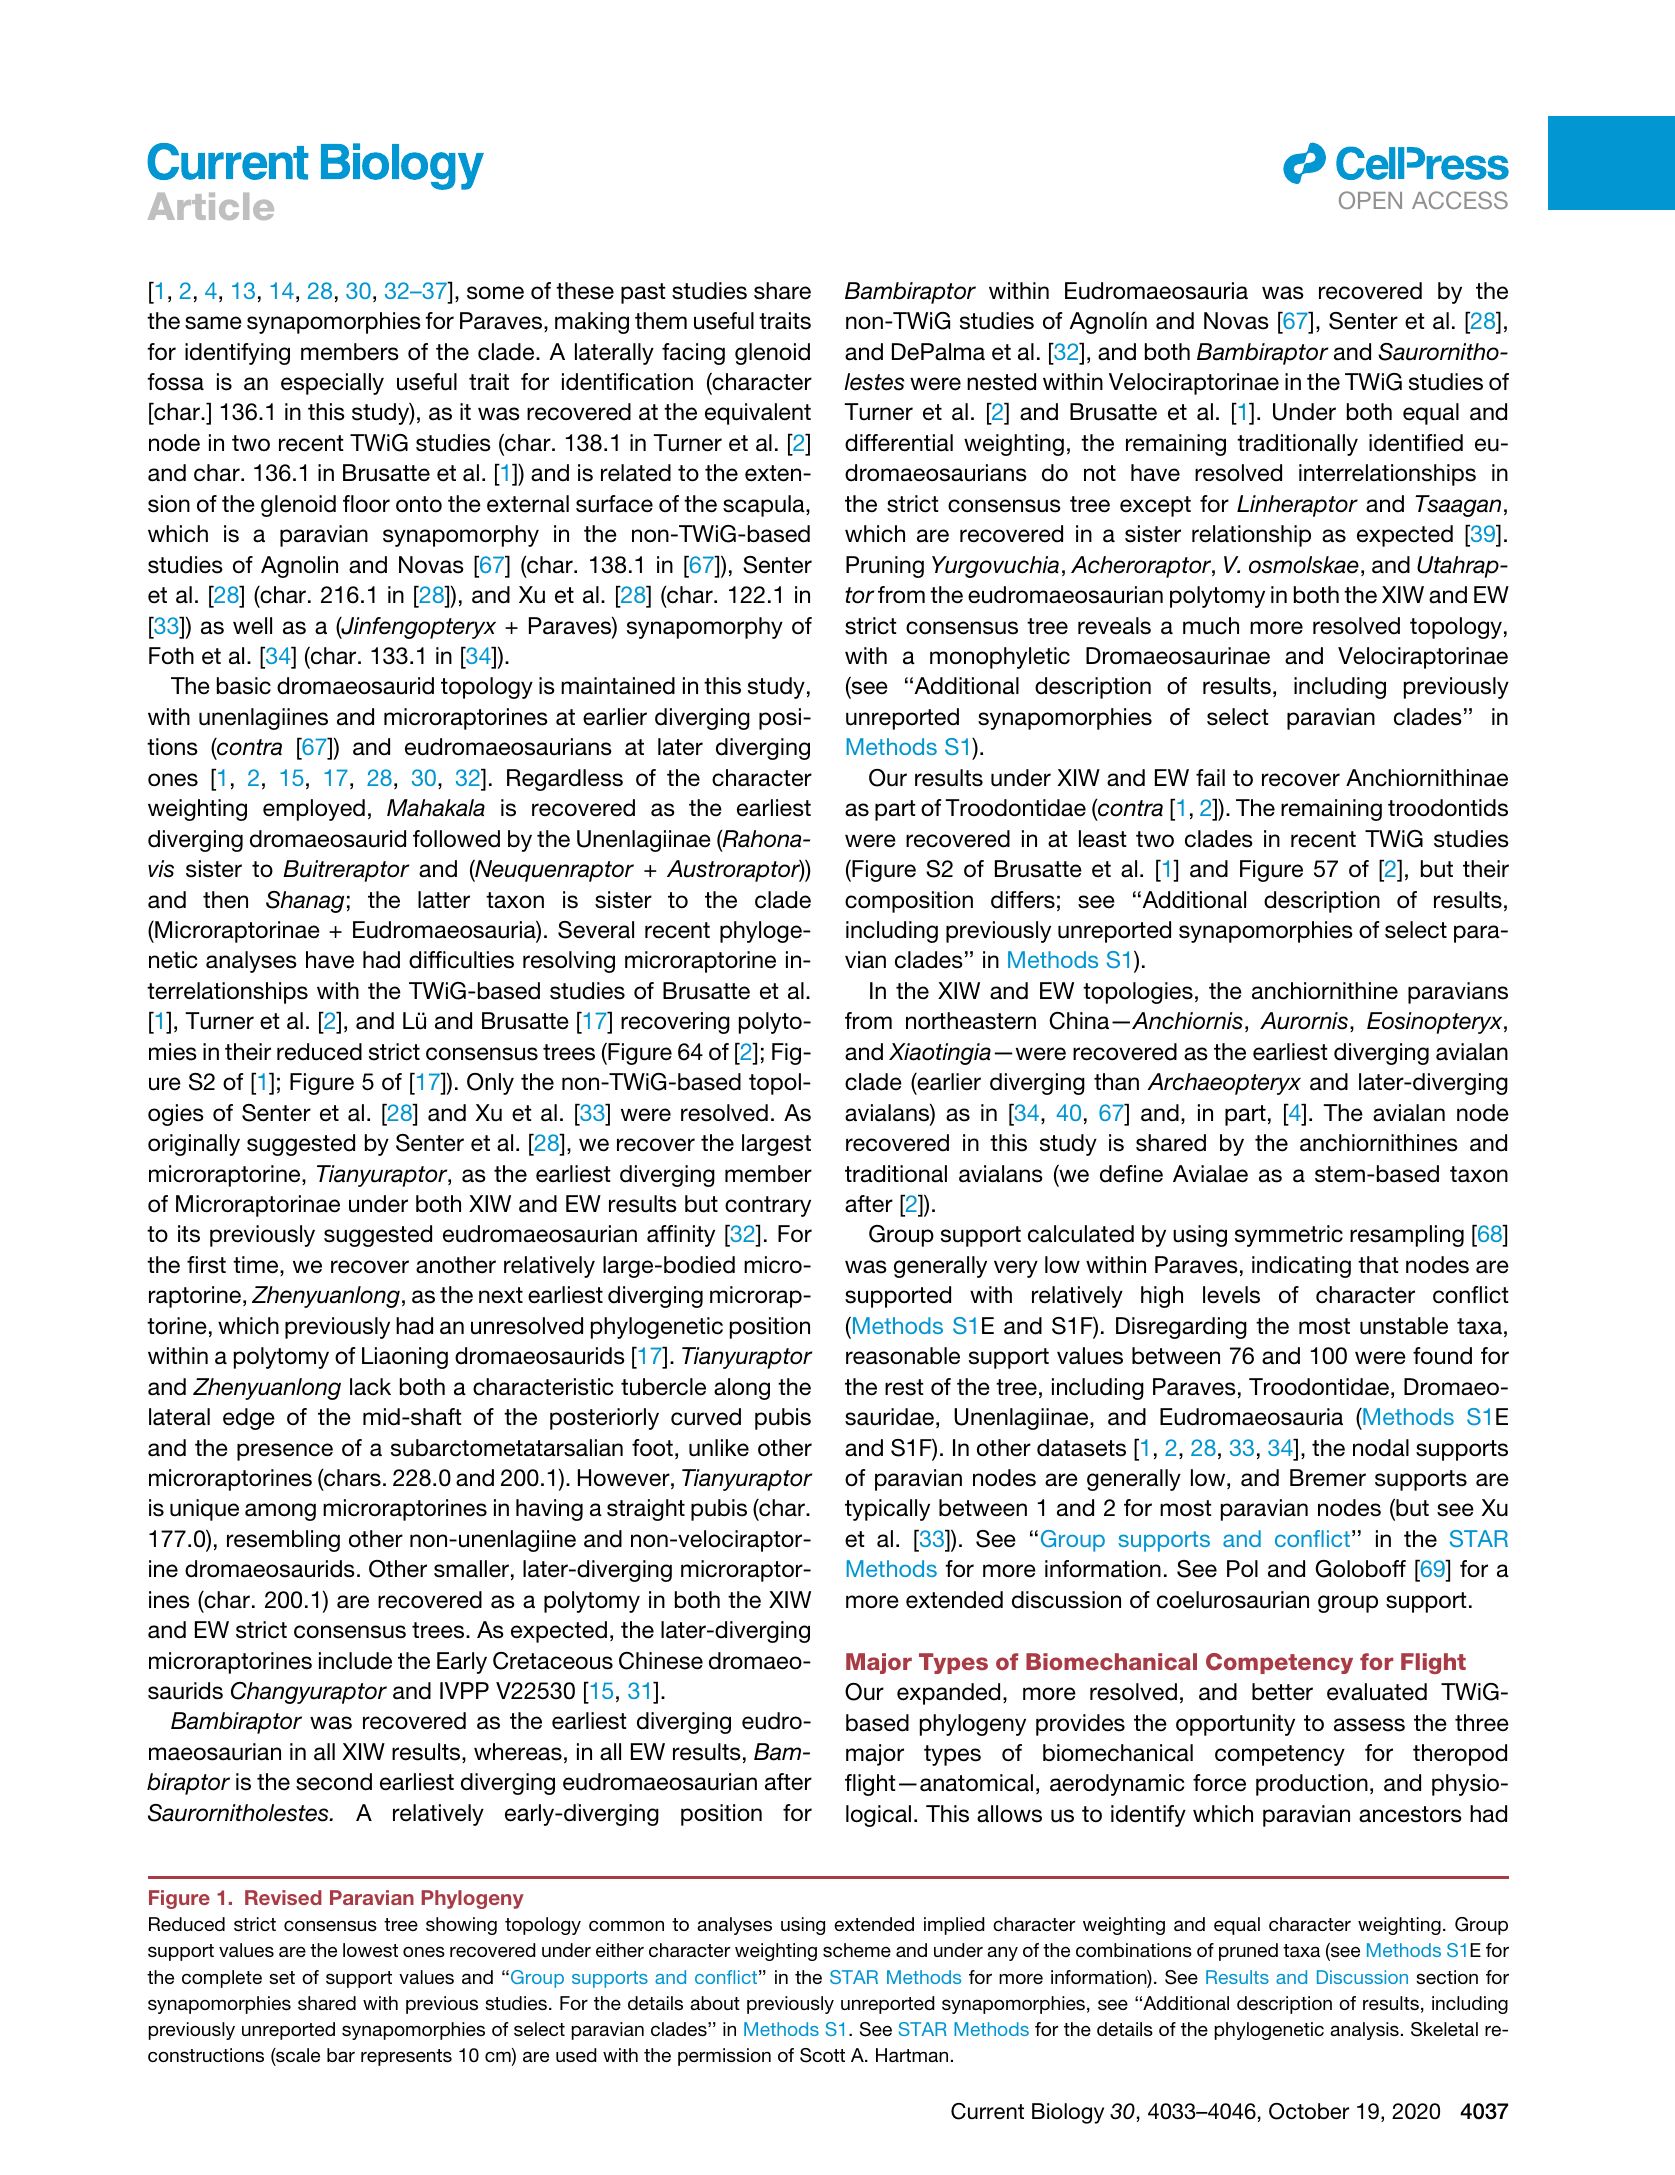 Current Biology
Article
CellPress
OPEN ACCESS
[1, 2, 4, 13, 14, 28, 30, 32–37], some of these past studies share
the same synapomorphies for Paraves, making them useful traits
for identifying members of the clade. A laterally facing glenoid
fossa is an especially useful trait for identification (character
[char.] 136.1 in this study), as it was recovered at the equivalent
node in two recent TWiG studies (char. 138.1 in Turner et al. [2]
and char. 136.1 in Brusatte et al. [1]) and is related to the exten-
sion of the glenoid floor onto the external surface of the scapula,
which is a paravian synapomorphy in the non-TWiG-based
studies of Agnolin and Novas [67] (char. 138.1 in [67]), Senter
et al. [28] (char. 216.1 in [28]), and Xu et al. [28] (char. 122.1 in
[33]) as well as a (Jinfengopteryx + Paraves) synapomorphy of
Foth et al. [34] (char. 133.1 in [34]).
The basic dromaeosaurid topology is maintained in this study,
with unenlagiines and microraptorines at earlier diverging posi-
tions (contra [67]) and eudromaeosaurians at later diverging
ones [1, 2, 15, 17, 28, 30, 32]. Regardless of the character
weighting employed, Mahakala is recovered as the earliest
diverging dromaeosaurid followed by the Unenlagiinae (Rahona-
vis sister to Buitreraptor and (Neuquenraptor + Austroraptor))
and then Shanag; the latter taxon is sister to the clade
(Microraptorinae + Eudromaeosauria). Several recent phyloge-
netic analyses have had difficulties resolving microraptorine in-
terrelationships with the TWiG-based studies of Brusatte et al.
[1], Turner et al. [2], and Lü and Brusatte [17] recovering polyto-
mies in their reduced strict consensus trees (Figure 64 of [2]; Fig-
ure S2 of [1]; Figure 5 of [17]). Only the non-TWiG-based topol-
ogies of Senter et al. [28] and Xu et al. [33] were resolved. As
originally suggested by Senter et al. [28], we recover the largest
microraptorine, Tianyuraptor, as the earliest diverging member
of Microraptorinae under both XIW and EW results but contrary
to its previously suggested eudromaeosaurian affinity [32]. For
the first time, we recover another relatively large-bodied micro-
raptorine, Zhenyuanlong, as the next earliest diverging microrap-
torine, which previously had an unresolved phylogenetic position
within a polytomy of Liaoning dromaeosaurids [17]. Tianyuraptor
and Zhenyuanlong lack both a characteristic tubercle along the
lateral edge of the mid-shaft of the posteriorly curved pubis
and the presence of a subarctometatarsalian foot, unlike other
microraptorines (chars. 228.0 and 200.1). However, Tianyuraptor
is unique among microraptorines in having a straight pubis (char.
177.0), resembling other non-unenlagiine and non-velociraptor-
ine dromaeosaurids. Other smaller, later-diverging microraptor-
ines (char. 200.1) are recovered as a polytomy in both the XIW
and EW strict consensus trees. As expected, the later-diverging
microraptorines include the Early Cretaceous Chinese dromaeo-
saurids Changyuraptor and IVPP V22530 [15, 31].
Bambiraptor was recovered as the earliest diverging eudro-
maeosaurian in all XIW results, whereas, in all EW results, Bam-
biraptor is the second earliest diverging eudromaeosaurian after
Saurornitholestes. A relatively early-diverging position for
Bambiraptor within Eudromaeosauria was recovered by the
non-TWiG studies of Agnolín and Novas [67], Senter et al. [28],
and DePalma et al. [32], and both Bambiraptor and Saurornitho-
lestes were nested within Velociraptorinae in the TWiG studies of
Turner et al. [2] and Brusatte et al. [1]. Under both equal and
differential weighting, the remaining traditionally identified eu-
dromaeosaurians do not have resolved interrelationships in
the strict consensus tree except for Linheraptor and Tsaagan,
which are recovered in a sister relationship as expected [39].
Pruning Yurgovuchia, Acheroraptor, V. osmolskae, and Utahrap-
tor from the eudromaeosaurian polytomy in both the XIW and EW
strict consensus tree reveals a much more resolved topology,
with a monophyletic Dromaeosaurinae and Velociraptorinae
(see “Additional description of results, including previously
unreported synapomorphies of select paravian clades” in
Methods S1).
Our results under XIW and EW fail to recover Anchiornithinae
as part of Troodontidae (contra [1, 2]). The remaining troodontids
were recovered in at least two clades in recent TWiG studies
(Figure S2 of Brusatte et al. [1] and Figure 57 of [2], but their
composition differs; see “Additional description of results,
including previously unreported synapomorphies of select para-
vian clades” in Methods S1).
In the XIW and EW topologies, the anchiornithine paravians
from northeastern China—Anchiornis, Aurornis, Eosinopteryx,
and Xiaotingia—were recovered as the earliest diverging avialan
clade (earlier diverging than Archaeopteryx and later-diverging
avialans) as in [34, 40, 67] and, in part, [4]. The avialan node
recovered in this study is shared by the anchiornithines and
traditional avialans (we define Avialae as a stem-based taxon
after [2]).
Group support calculated by using symmetric resampling [68]
was generally very low within Paraves, indicating that nodes are
supported with relatively high levels of character conflict
(Methods S1E and S1F). Disregarding the most unstable taxa,
reasonable support values between 76 and 100 were found for
the rest of the tree, including Paraves, Troodontidae, Dromaeo-
sauridae, Unenlagiinae, and Eudromaeosauria (Methods S1E
and S1F). In other datasets [1, 2, 28, 33, 34], the nodal supports
of paravian nodes are generally low, and Bremer supports are
typically between 1 and 2 for most paravian nodes (but see Xu
et al. [33]). See “Group supports and conflict” in the STAR
Methods for more information. See Pol and Goloboff [69] for a
more extended discussion of coelurosaurian group support.
Major Types of Biomechanical Competency for Flight
Our expanded, more resolved, and better evaluated TWiG-
based phylogeny provides the opportunity to assess the three
major types of biomechanical competency for theropod
flight—anatomical, aerodynamic force production, and physio-
logical. This allows us to identify which paravian ancestors had
Figure 1. Revised Paravian Phylogeny
Reduced strict consensus tree showing topology common to analyses using extended implied character weighting and equal character weighting. Group
support values are the lowest ones recovered under either character weighting scheme and under any of the combinations of pruned taxa (see Methods S1E for
the complete set of support values and “Group supports and conflict” in the STAR Methods for more information). See Results and Discussion section for
synapomorphies shared with previous studies. For the details about previously unreported synapomorphies, see “Additional description of results, including
previously unreported synapomorphies of select paravian clades” in Methods S1. See STAR Methods for the details of the phylogenetic analysis. Skeletal re-
constructions (scale bar represents 10 cm) are used with the permission of Scott A. Hartman.
Current Biology 30, 4033–4046, October 19, 2020 4037